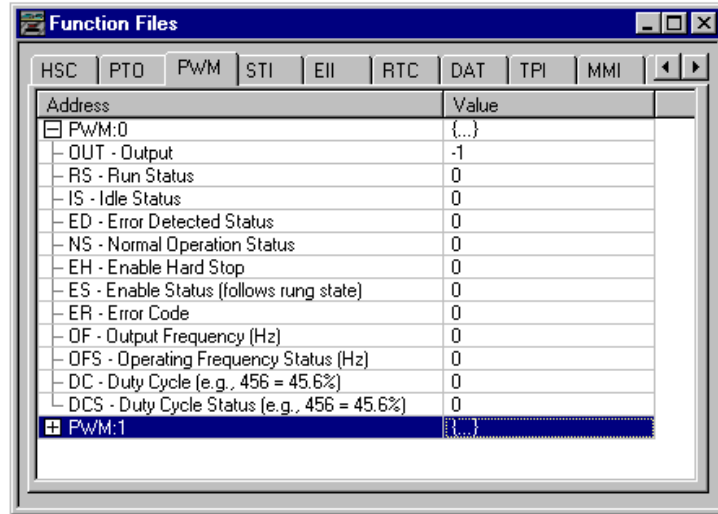 Function Files
HSC PTO PWM STI EII RTC DAT TPI MMI
Address Value
PWM:0 {...}
OUT - Output -1
RS - Run Status 0
IS - Idle Status 0
ED - Error Detected Status 0
NS - Normal Operation Status 0
EH - Enable Hard Stop 0
ES - Enable Status (follows rung state) 0
ER - Error Code 0
OF - Output Frequency (Hz) 0
OFS - Operating Frequency Status (Hz) 0
DC - Duty Cycle (e.g., 456 = 45.6%) 0
DCS - Duty Cycle Status (e.g., 456 = 45.6%) 0
PWM:1 {...}